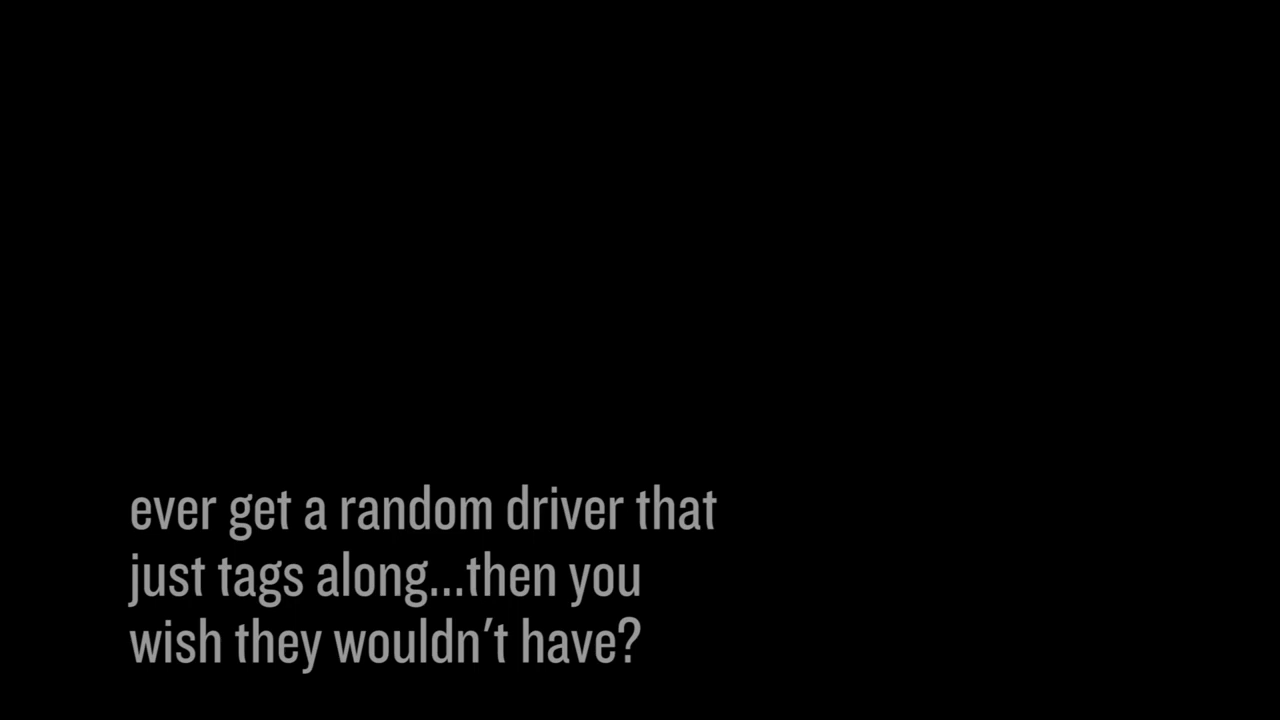 ever get a random driver that
just tags along...then you
wish they wouldn't have?